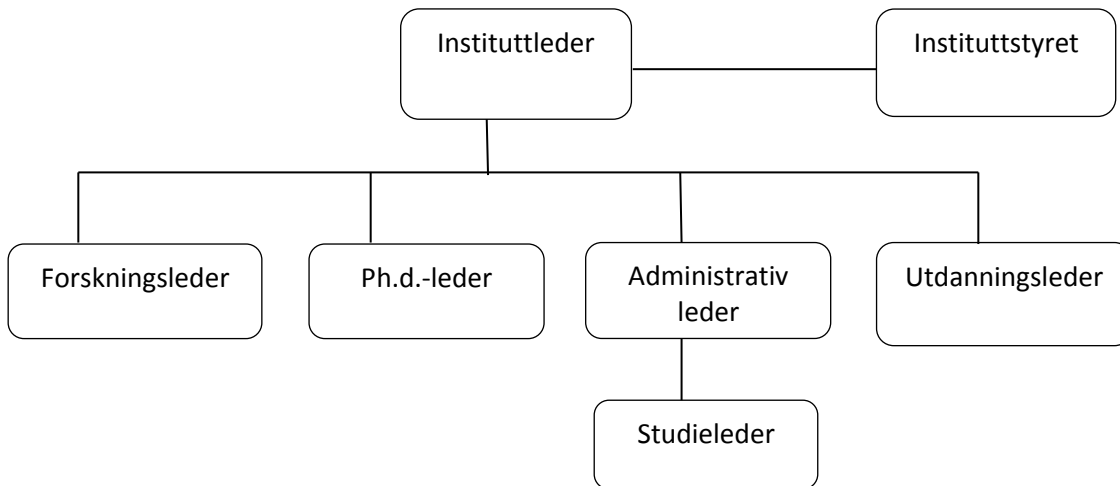 Instituttleder
Instituttstyret
Forskningsleder
Ph.d.-leder
Administrativ
leder
Utdanningsleder
Studieleder